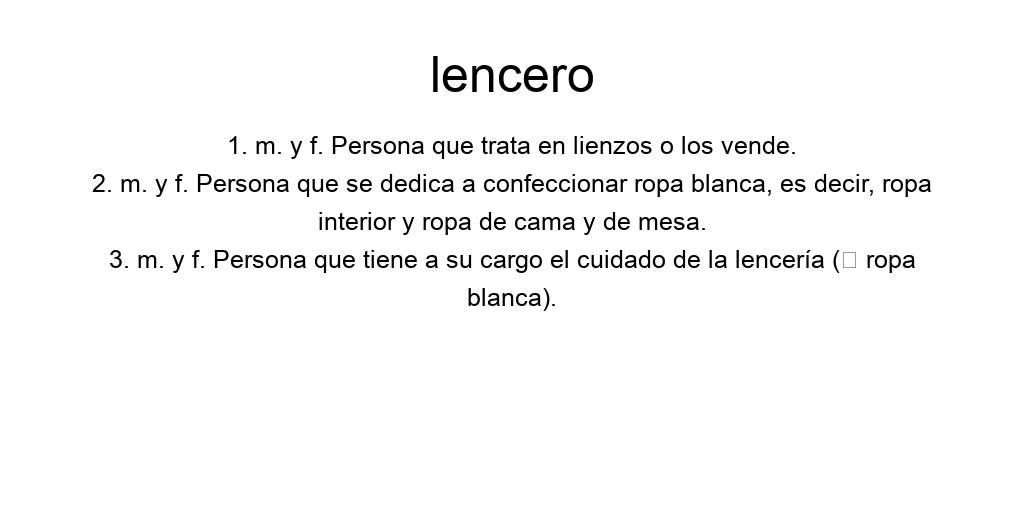 lencero
1. m. y f. Persona que trata en lienzos o los vende.
2. m. y f. Persona que se dedica a confeccionar ropa blanca, es decir, ropa
interior y ropa de cama y de mesa.
3. m. y f. Persona que tiene a su cargo el cuidado de la lencería (□ ropa
blanca).